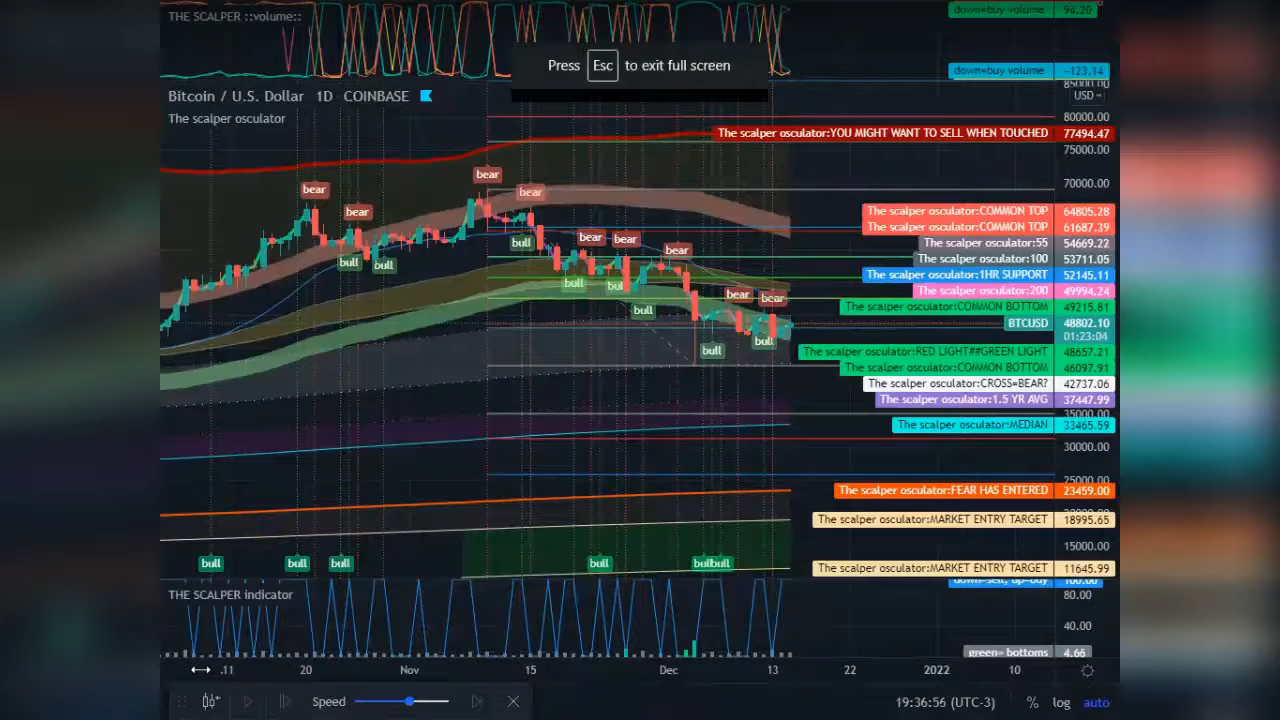 THE SCALPER ::volume::
down=buy volume 94.20
Press Esc to exit full screen
down=buy volume −123.14
85000.00
Bitcoin / U.S. Dollar 1D COINBASE
USD
The scalper osculator
80000.00
The scalper osculator:YOU MIGHT WANT TO SELL WHEN TOUCHED 77494.47
75000.00
bear
70000.00
bear
bear
bear
The scalper osculator:COMMON TOP 64805.28
The scalper osculator:COMMON TOP 61687.39
bear
bear
bull
The scalper osculator:55 54669.22
bear
The scalper osculator:100 53711.05
bull
bull
The scalper osculator:1HR SUPPORT 52145.11
bull
bull
The scalper osculator:200 49994.24
bear
bear
The scalper osculator:COMMON BOTTOM 49215.81
bull
BTCUSD 48802.10
01:23:04
bull
bull
The scalper osculator:RED LIGHT##GREEN LIGHT 48657.21
The scalper osculator:COMMON BOTTOM 46097.91
The scalper osculator:CROSS=BEAR? 42737.06
The scalper osculator:1.5 YR AVG 37447.99
35000.00
The scalper osculator:MEDIAN 33465.59
30000.00
25000.00
The scalper osculator:FEAR HAS ENTERED 23459.00
The scalper osculator:MARKET ENTRY TARGET 18995.65
15000.00
bull bull bull bull bullbull
The scalper osculator:MARKET ENTRY TARGET 11645.99
down=sell, up=buy 100.00
THE SCALPER indicator
80.00
40.00
green= bottoms 4.66
11 20 Nov 15 Dec 13 22 2022 10
Speed
19:36:56 (UTC-3) % log auto